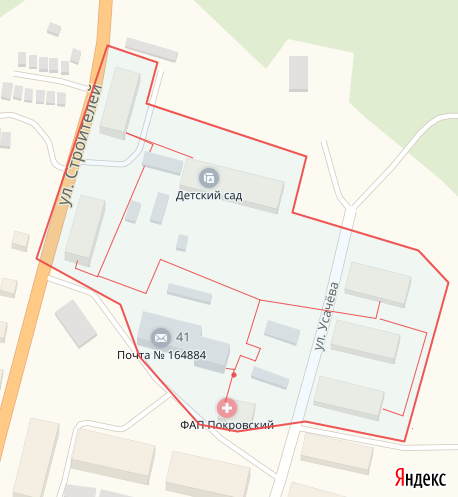 ул. Строителей
Детский сад
ул. Усачёва
41
Почта № 164884
ФАП Покровский
Яндекс